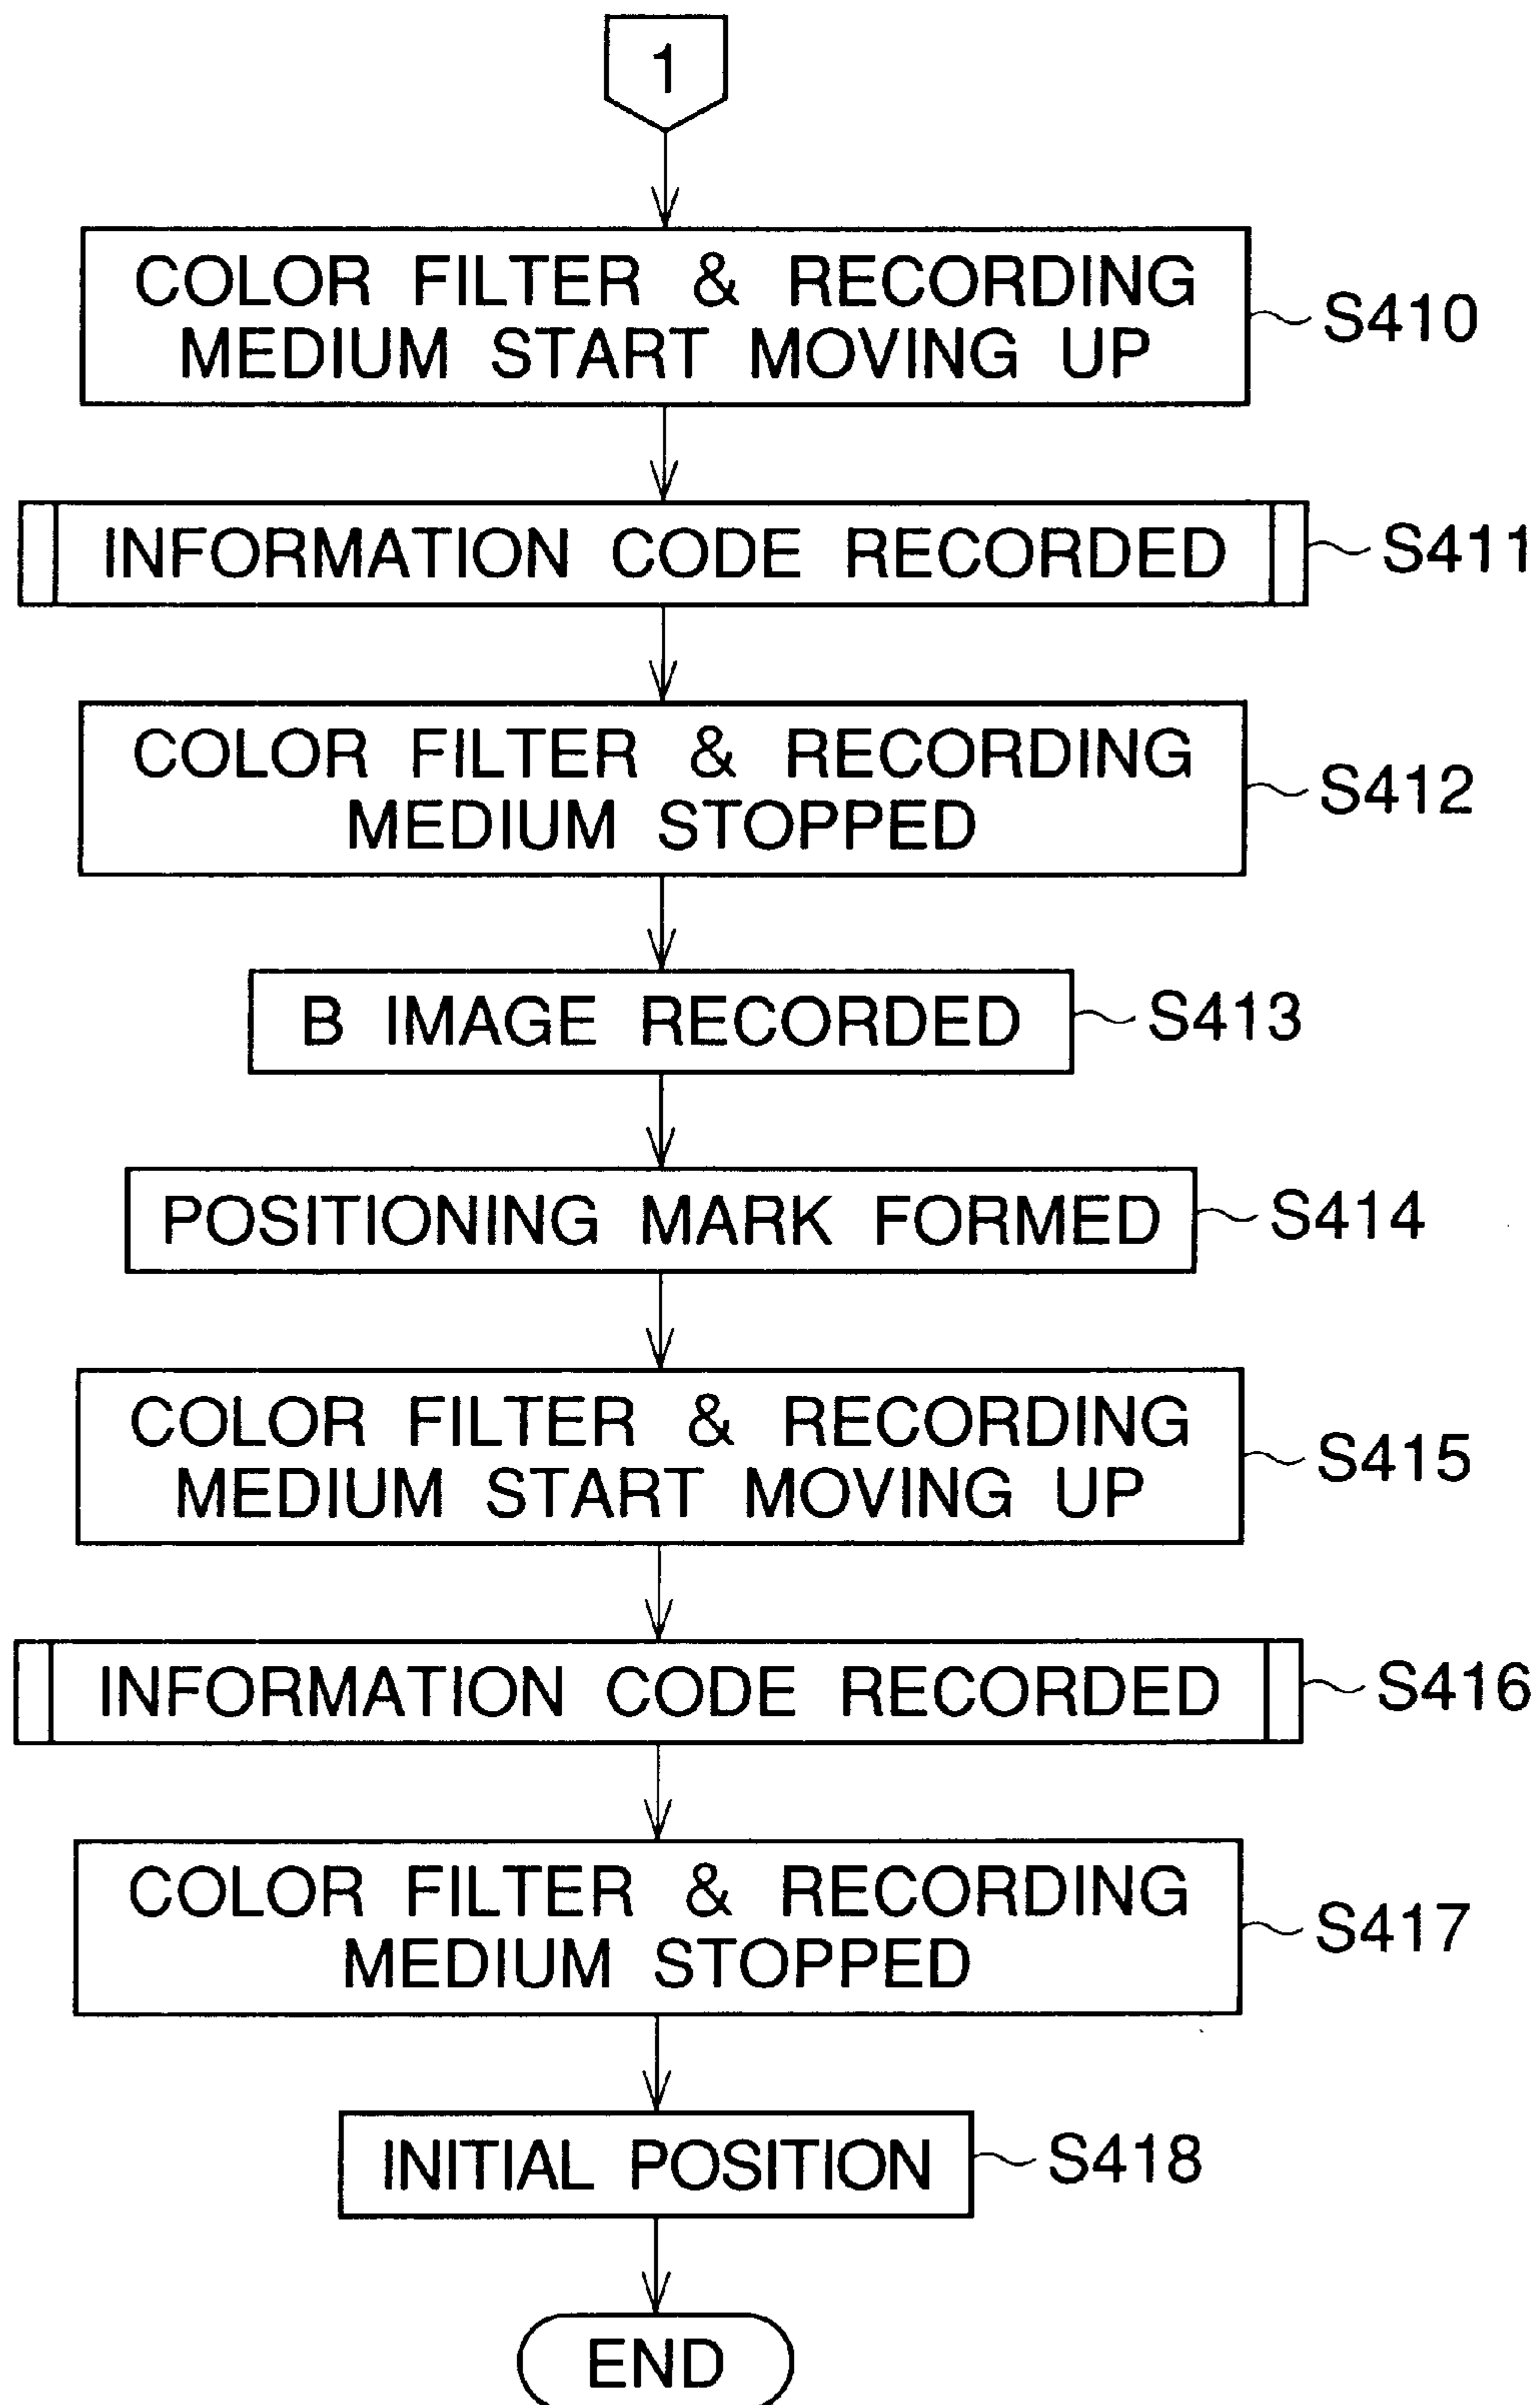 1
COLOR FILTER & RECORDING
MEDIUM START MOVING UP
S410
INFORMATION CODE RECORDED
S411
COLOR FILTER & RECORDING
MEDIUM STOPPED
S412
B IMAGE RECORDED
S413
POSITIONING MARK FORMED
S414
COLOR FILTER & RECORDING
MEDIUM START MOVING UP
S415
INFORMATION CODE RECORDED
S416
COLOR FILTER & RECORDING
MEDIUM STOPPED
S417
INITIAL POSITION
S418
END